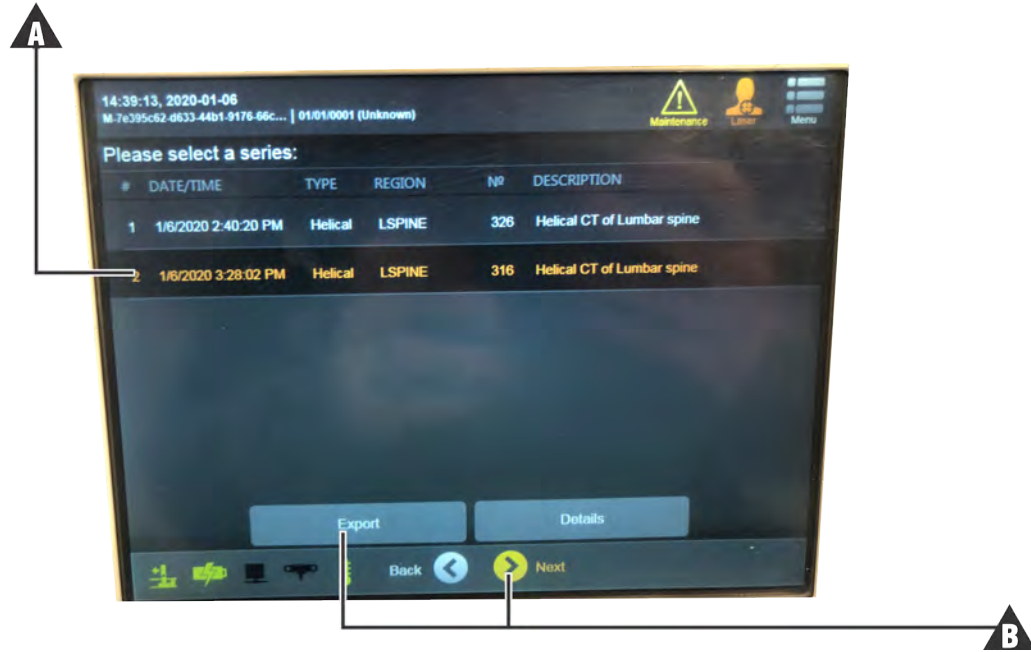 A
14:39:13, 2020-01-06
M-7e395c62-d633-44b1-9176-66c... | 01/01/0001 (Unknown)
Maintenance
Laser
Menu
Please select a series:
# DATE/TIME TYPE REGION Nº DESCRIPTION
1 1/6/2020 2:40:20 PM Helical LSPINE 326 Helical CT of Lumbar spine
2 1/6/2020 3:28:02 PM Helical LSPINE 316 Helical CT of Lumbar spine
Export Details
Back Next
B